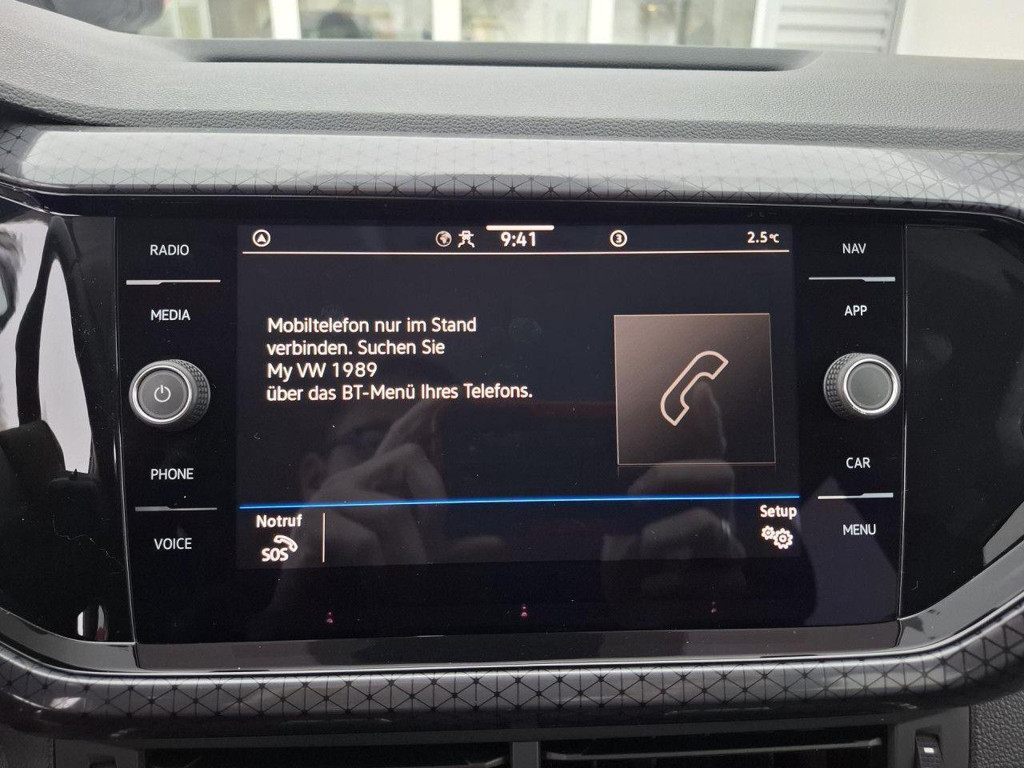 RADIO
MEDIA
PHONE
VOICE
9:41
3
2.5°C
Mobiltelefon nur im Stand
verbinden. Suchen Sie
My VW 1989
über das BT-Menü Ihres Telefons.
Notruf
SOS
Setup
NAV
APP
CAR
MENU